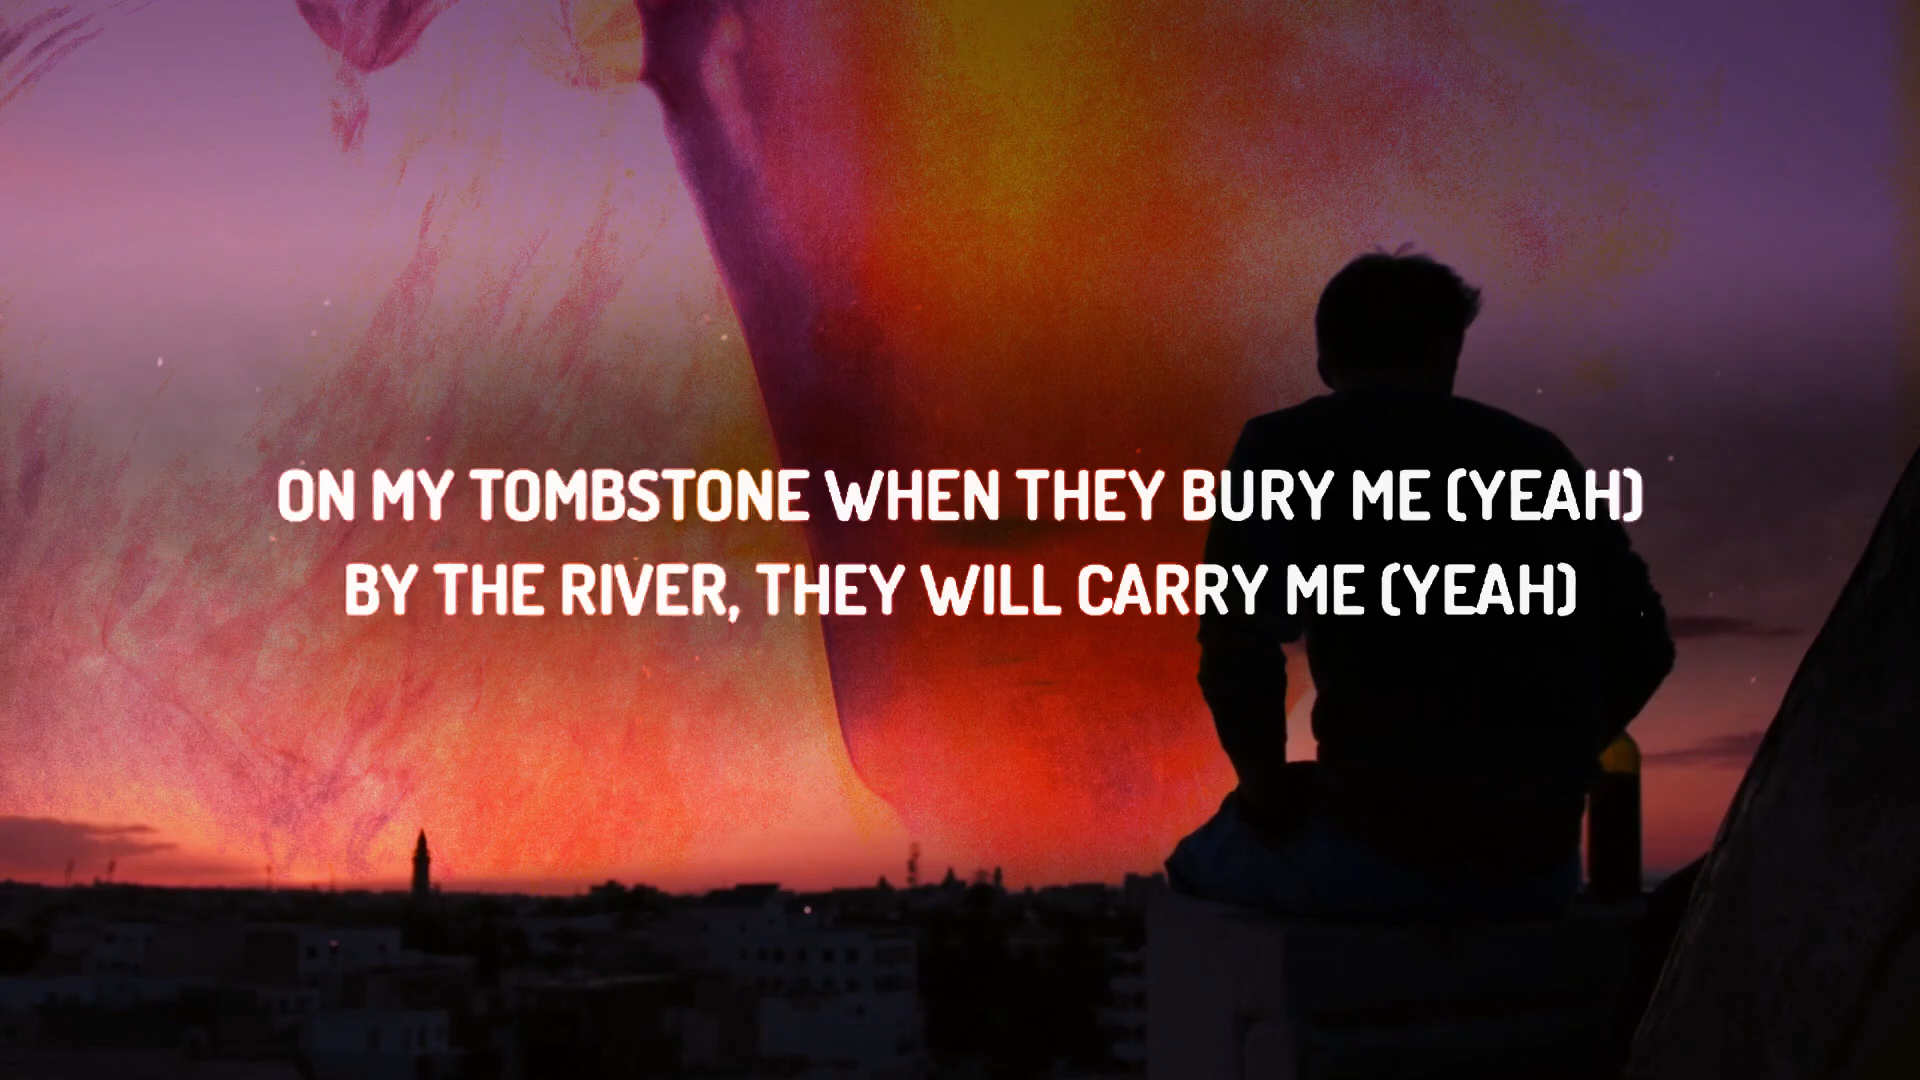 ON MY TOMBSTONE WHEN THEY BURY ME (YEAH)
BY THE RIVER, THEY WILL CARRY ME (YEAH)